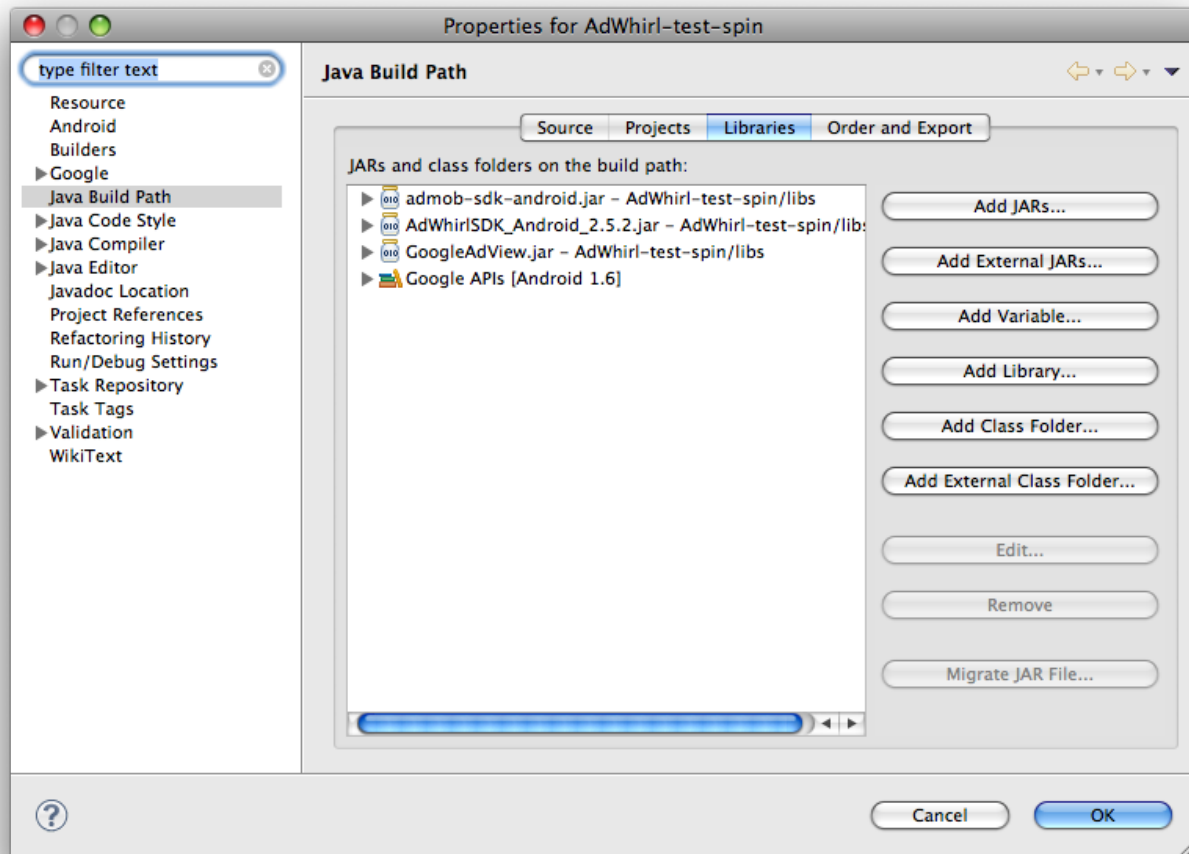 Properties for AdWhirl-test-spin
type filter text
Resource
Android
Builders
Google
Java Build Path
Java Code Style
Java Compiler
Java Editor
Javadoc Location
Project References
Refactoring History
Run/Debug Settings
Task Repository
Task Tags
Validation
WikiText
Java Build Path
Source Projects Libraries Order and Export
JARs and class folders on the build path:
admob-sdk-android.jar – AdWhirl-test-spin/libs
AdWhirlSDK_Android_2.5.2.jar – AdWhirl-test-spin/libs
GoogleAdView.jar – AdWhirl-test-spin/libs
Google APIs [Android 1.6]
Add JARs...
Add External JARs...
Add Variable...
Add Library...
Add Class Folder...
Add External Class Folder...
Edit...
Remove
Migrate JAR File...
?
Cancel
OK